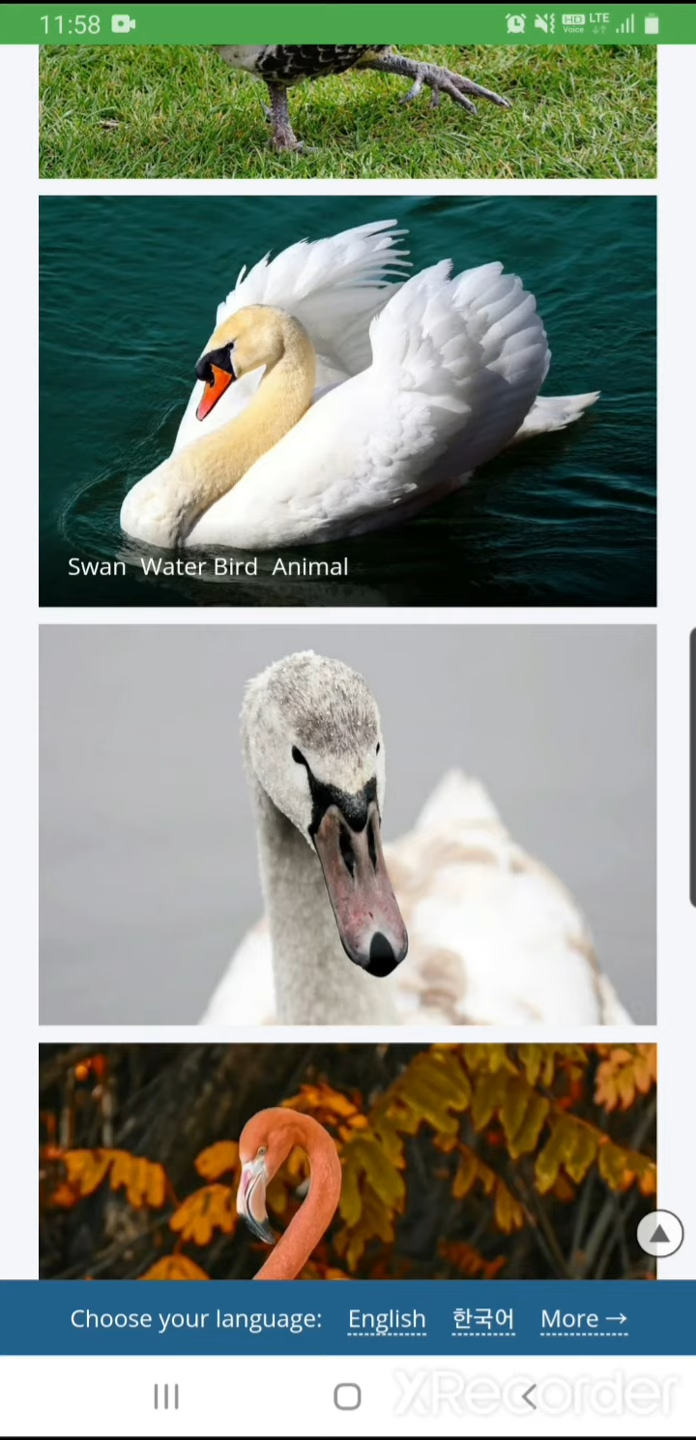 11:58
HD Voice LTE
Swan Water Bird Animal
Choose your language: English 한국어 More →
XRecorder